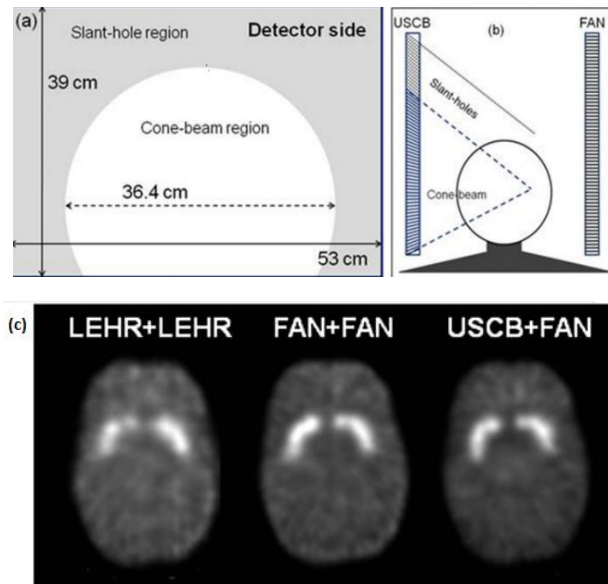 (a)
Slant-hole region
Detector side
39 cm
Cone-beam region
36.4 cm
53 cm
USCB
(b)
FAN
Slant-holes
Cone-beam
(c)
LEHR+LEHR
FAN+FAN
USCB+FAN